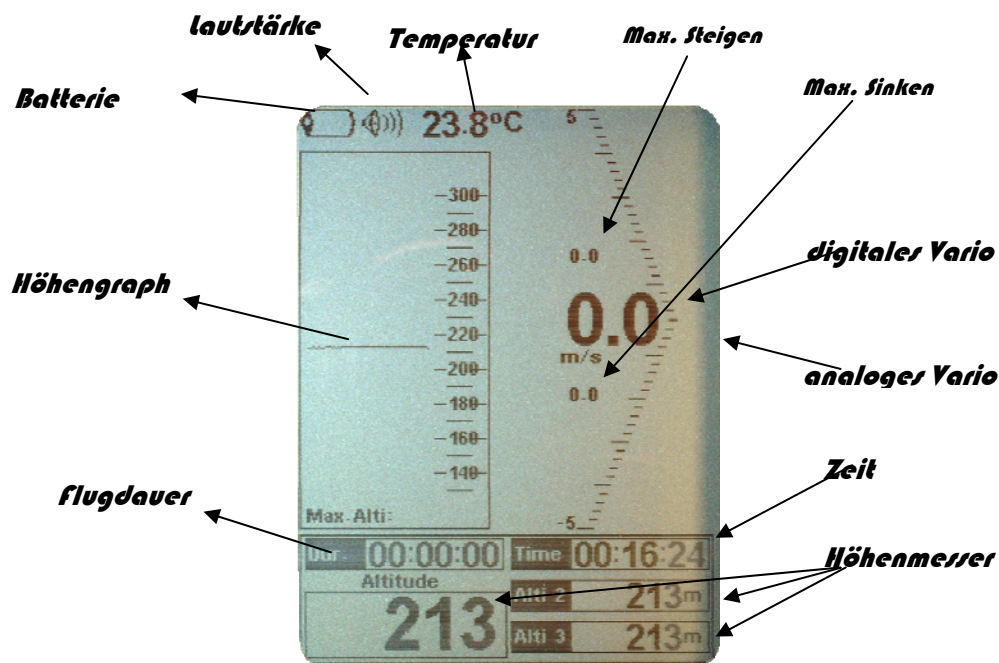 Lautstärke
Temperatur
Max. Steigen
Batterie
Max. Sinken
23.8°C
5
300
280
260
240
220
200
180
160
140
Höhengraph
0.0
0.0
m/s
0.0
digitales Vario
analoges Vario
Max.Alti:
-5
Zeit
Flugdauer
Dur. 00:00:00
Time 00:16:24
Höhenmesser
Altitude
213
Alti 2 213m
Alti 3 213m